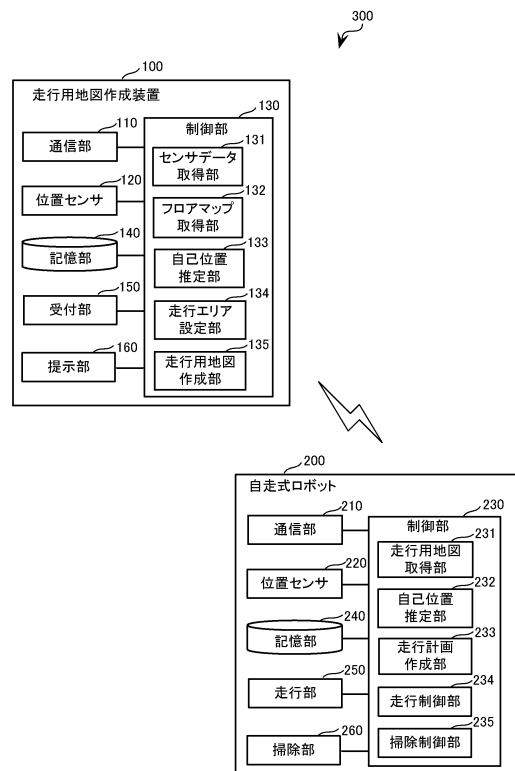 300
100
走行用地図作成装置
110
通信部
120
位置センサ
140
記憶部
150
受付部
160
提示部
130
制御部
131
センサデータ
取得部
132
フロアマップ
取得部
133
自己位置
推定部
134
走行エリア
設定部
135
走行用地図
作成部
200
自走式ロボット
210
通信部
220
位置センサ
240
記憶部
250
走行部
260
掃除部
230
制御部
231
走行用地図
取得部
232
自己位置
推定部
233
走行計画
作成部
234
走行制御部
235
掃除制御部